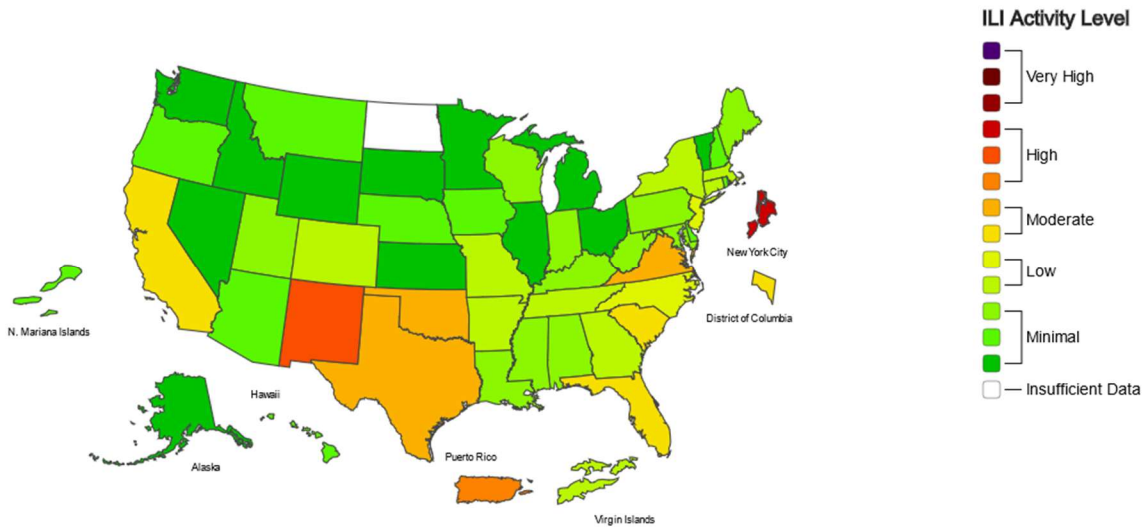 ILI Activity Level
Very High
High
Moderate
Low
Minimal
Insufficient Data
New York City
District of Columbia
N. Mariana Islands
Hawaii
Alaska
Puerto Rico
Virgin Islands